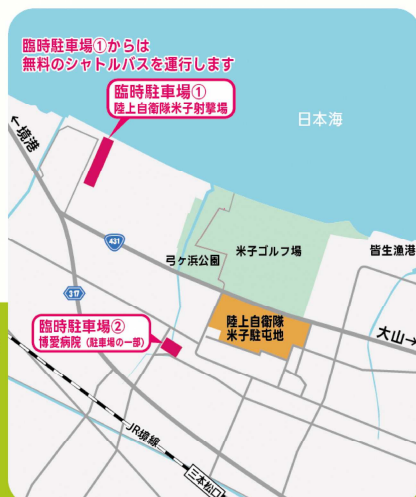 臨時駐車場①からは
無料のシャトルバスを運行します
臨時駐車場①
陸上自衛隊米子射撃場
日本海
←境港
431
米子ゴルフ場
皆生漁港
弓ヶ浜公園
317
陸上自衛隊
米子駐屯地
大山→
臨時駐車場②
博愛病院（駐車場の一部）
JR境線
三本松口